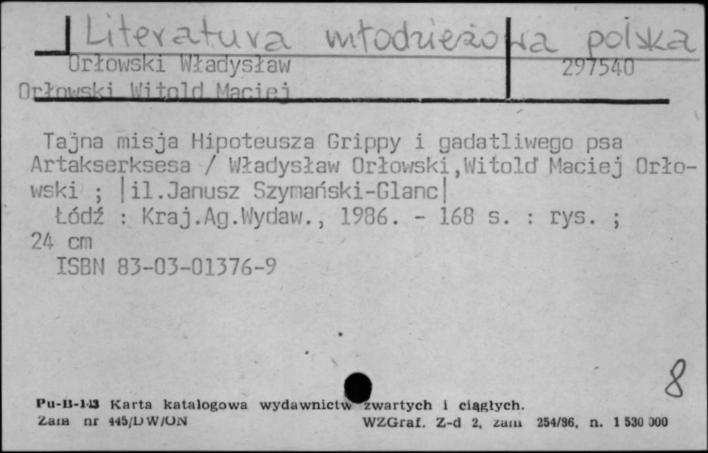 Literatura młodzieżowa polska
Orłowski Władysław 297540
Orłowski Witold Maciej
Tajna misja Hipoteusza Grippy i gadatliwego psa
Artakserksesa / Władysław Orłowski,Witold Maciej Orło-
wski ; |il.Janusz Szymański-Glanc|
Łódź : Kraj.Ag.Wydaw., 1986. - 168 s. : rys. ;
24 cm
ISBN 83-03-01376-9
8
Pu-B-143 Karta katalogowa wydawnictw zwartych i ciągłych.
Zam nr 445/DW/ON WZGraf. Z-d 2, zam 254/86, n. 1 530 000